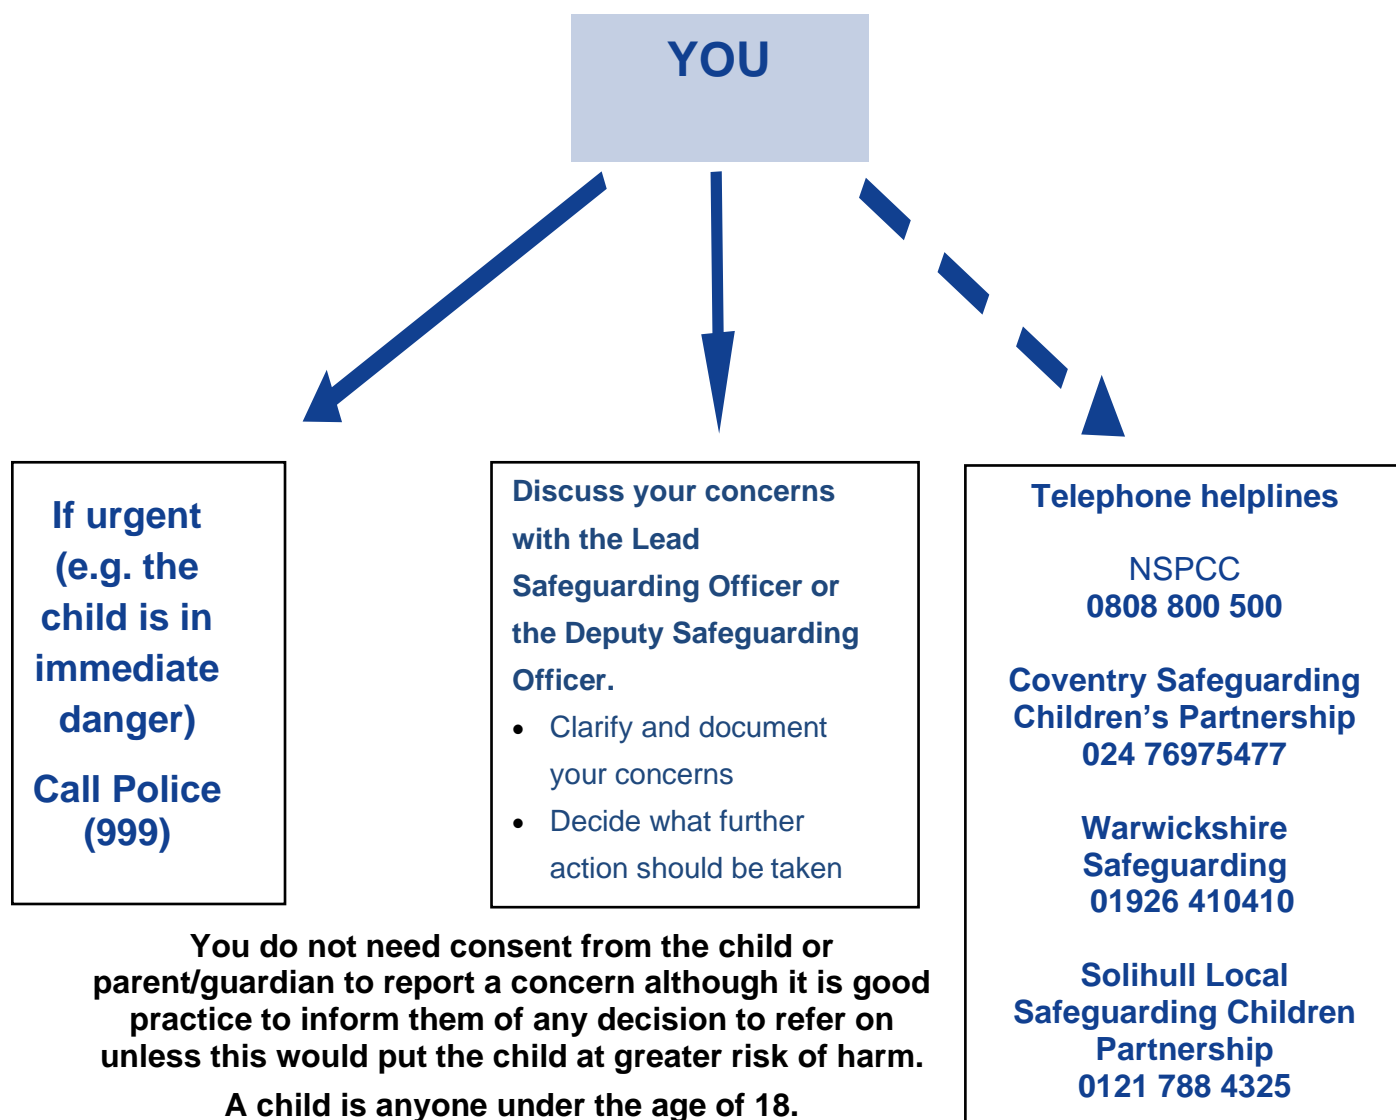 YOU
If urgent
(e.g. the
child is in
immediate
danger)
Call Police
(999)
Discuss your concerns
with the Lead
Safeguarding Officer or
the Deputy Safeguarding
Officer.
• Clarify and document
your concerns
• Decide what further
action should be taken
Telephone helplines
NSPCC
0808 800 500
Coventry Safeguarding
Children’s Partnership
024 76975477
Warwickshire
Safeguarding
01926 410410
Solihull Local
Safeguarding Children
Partnership
0121 788 4325
You do not need consent from the child or
parent/guardian to report a concern although it is good
practice to inform them of any decision to refer on
unless this would put the child at greater risk of harm.
A child is anyone under the age of 18.